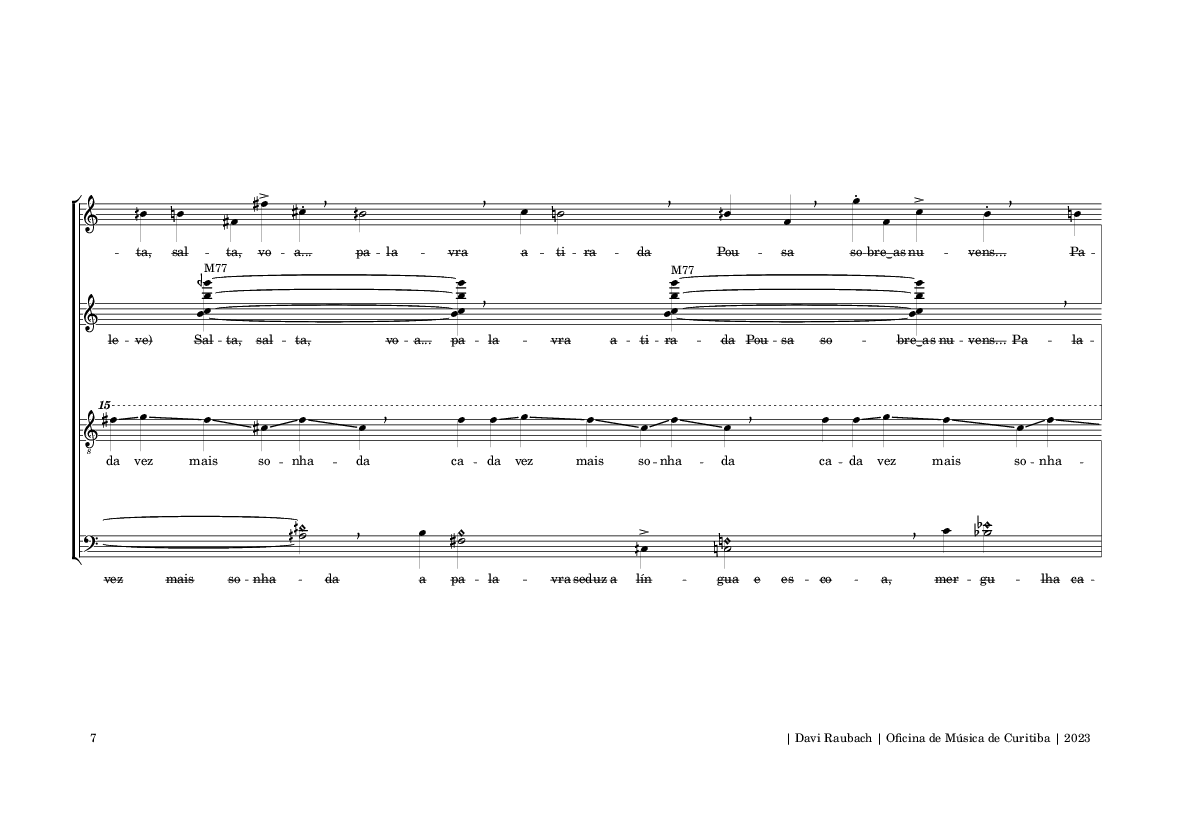 - ta, sal - ta, vo - a... pa - la - vra a - ti - ra - da Pou - sa so - bre‿as nu - vens... Pa -
M77 M77
le - ve) Sal - ta, sal - ta, vo - a... pa - la - vra a - ti - ra - da Pou - sa so - bre‿as nu - vens... Pa - la -
15
8
da vez mais so - nha - da ca - da vez mais so - nha - da ca - da vez mais so - nha -
vez mais so - nha - da a pa - la - vra seduz a lín - gua e es - co - a, mer - gu - lha ca -
7 | Davi Raubach | Oficina de Música de Curitiba | 2023